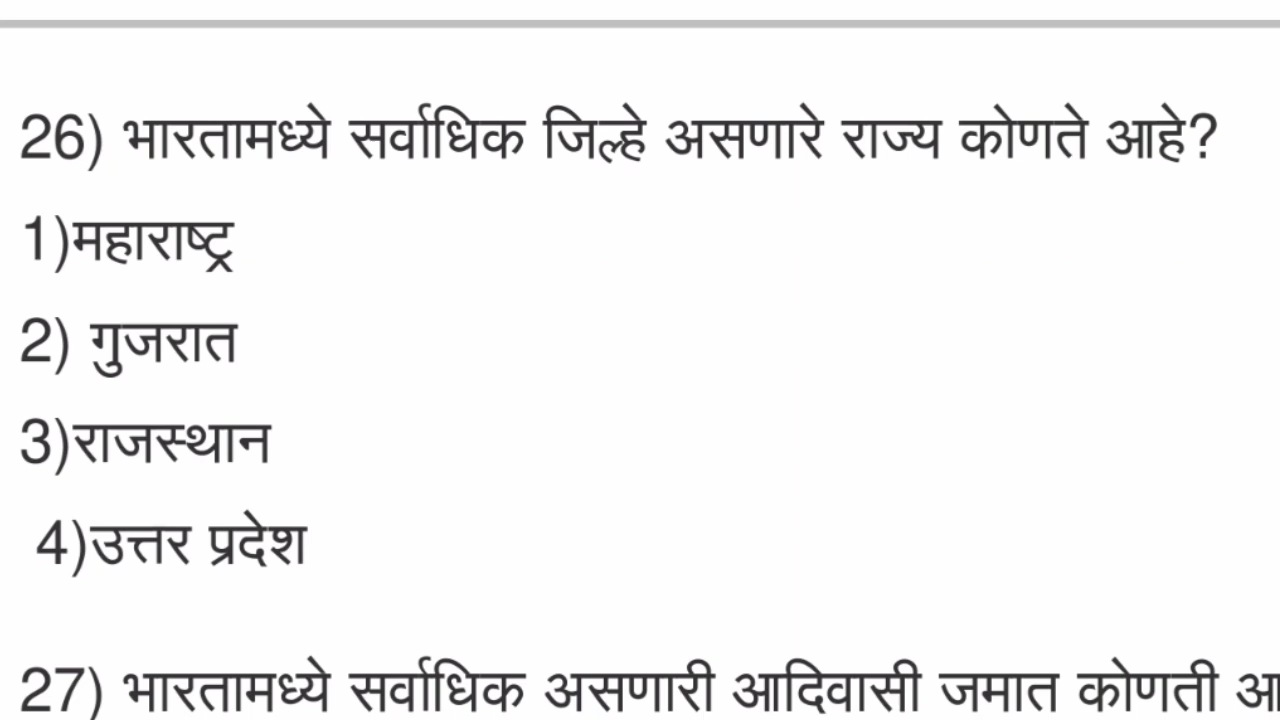 26) भारतामध्ये सर्वाधिक जिल्हे असणारे राज्य कोणते आहे?
1)महाराष्ट्र
2) गुजरात
3)राजस्थान
4)उत्तर प्रदेश
27) भारतामध्ये सर्वाधिक असणारी आदिवासी जमात कोणती